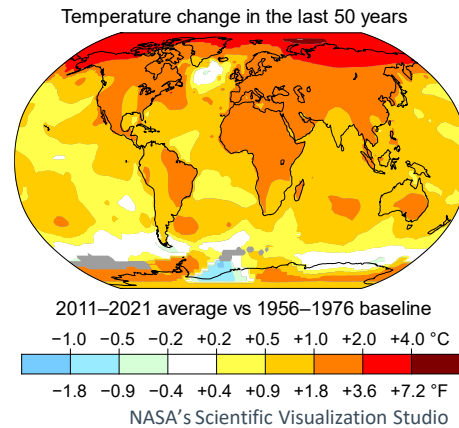 Temperature change in the last 50 years
2011–2021 average vs 1956–1976 baseline
−1.0 −0.5 −0.2 +0.2 +0.5 +1.0 +2.0 +4.0 °C
−1.8 −0.9 −0.4 +0.4 +0.9 +1.8 +3.6 +7.2 °F
NASA's Scientific Visualization Studio